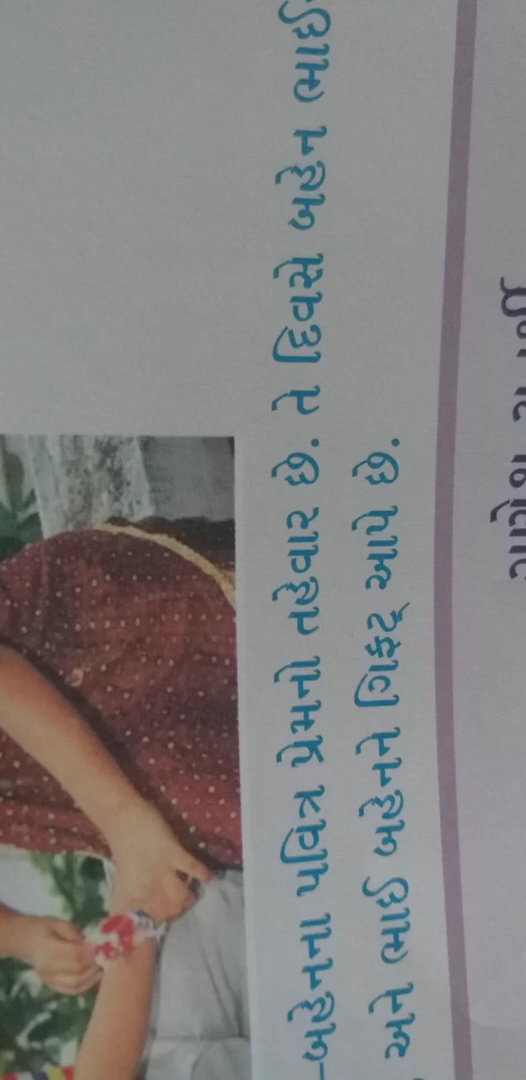 -બહેનના પવિત્ર પ્રેમનો તહેવાર છે. તે દિવસે બહેન ભાઈ
અને ભાઈ બહેનને ગિફ્ટ આપે છે.